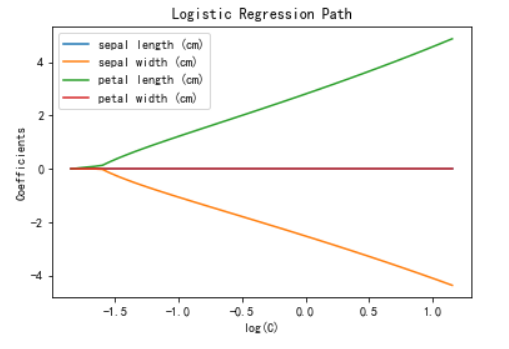 Logistic Regression Path
sepal length (cm)
sepal width (cm)
petal length (cm)
petal width (cm)
Coefficients
4
2
0
-2
-4
-1.5 -1.0 -0.5 0.0 0.5 1.0
log(C)